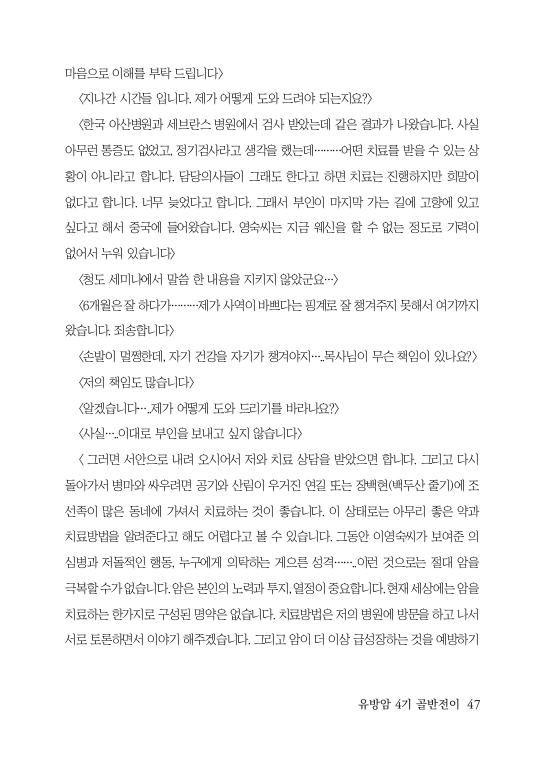 마음으로 이해를 부탁 드립니다〉
〈지나간 시간들 입니다. 제가 어떻게 도와 드려야 되는지요?〉
〈한국 아산병원과 세브란스 병원에서 검사 받았는데 같은 결과가 나왔습니다. 사실
아무런 통증도 없었고, 정기검사라고 생각을 했는데………어떤 치료를 받을 수 있는 상
황이 아니라고 합니다. 담당의사들이 그래도 한다고 하면 치료는 진행하지만 희망이
없다고 합니다. 너무 늦었다고 합니다. 그래서 부인이 마지막 가는 길에 고향에 있고
싶다고 해서 중국에 들어왔습니다. 영숙씨는 지금 웨신을 할 수 없는 정도로 기력이
없어서 누워 있습니다〉
〈청도 세미나에서 말씀 한 내용을 지키지 않았군요…〉
〈6개월은 잘 하다가………제가 사역이 바쁘다는 핑계로 잘 챙겨주지 못해서 여기까지
왔습니다. 죄송합니다〉
〈손발이 멀쩡한데, 자기 건강을 자기가 챙겨야지…..목사님이 무슨 책임이 있나요?〉
〈저의 책임도 많습니다〉
〈알겠습니다…..제가 어떻게 도와 드리기를 바라나요?〉
〈사실…..이대로 부인을 보내고 싶지 않습니다〉
〈 그러면 서안으로 내려 오시어서 저와 치료 상담을 받았으면 합니다. 그리고 다시
돌아가서 병마와 싸우려면 공기와 산림이 우거진 연길 또는 장백현(백두산 줄기)에 조
선족이 많은 동네에 가셔서 치료하는 것이 좋습니다. 이 상태로는 아무리 좋은 약과
치료방법을 알려준다고 해도 어렵다고 볼 수 있습니다. 그동안 이영숙씨가 보여준 의
심병과 저돌적인 행동, 누구에게 의탁하는 게으른 성격……..이런 것으로는 절대 암을
극복할 수가 없습니다. 암은 본인의 노력과 투지, 열정이 중요합니다. 현재 세상에는 암을
치료하는 한가지로 구성된 명약은 없습니다. 치료방법은 저의 병원에 방문을 하고 나서
서로 토론하면서 이야기 해주겠습니다. 그리고 암이 더 이상 급성장하는 것을 예방하기
유방암 4기 골반전이 47